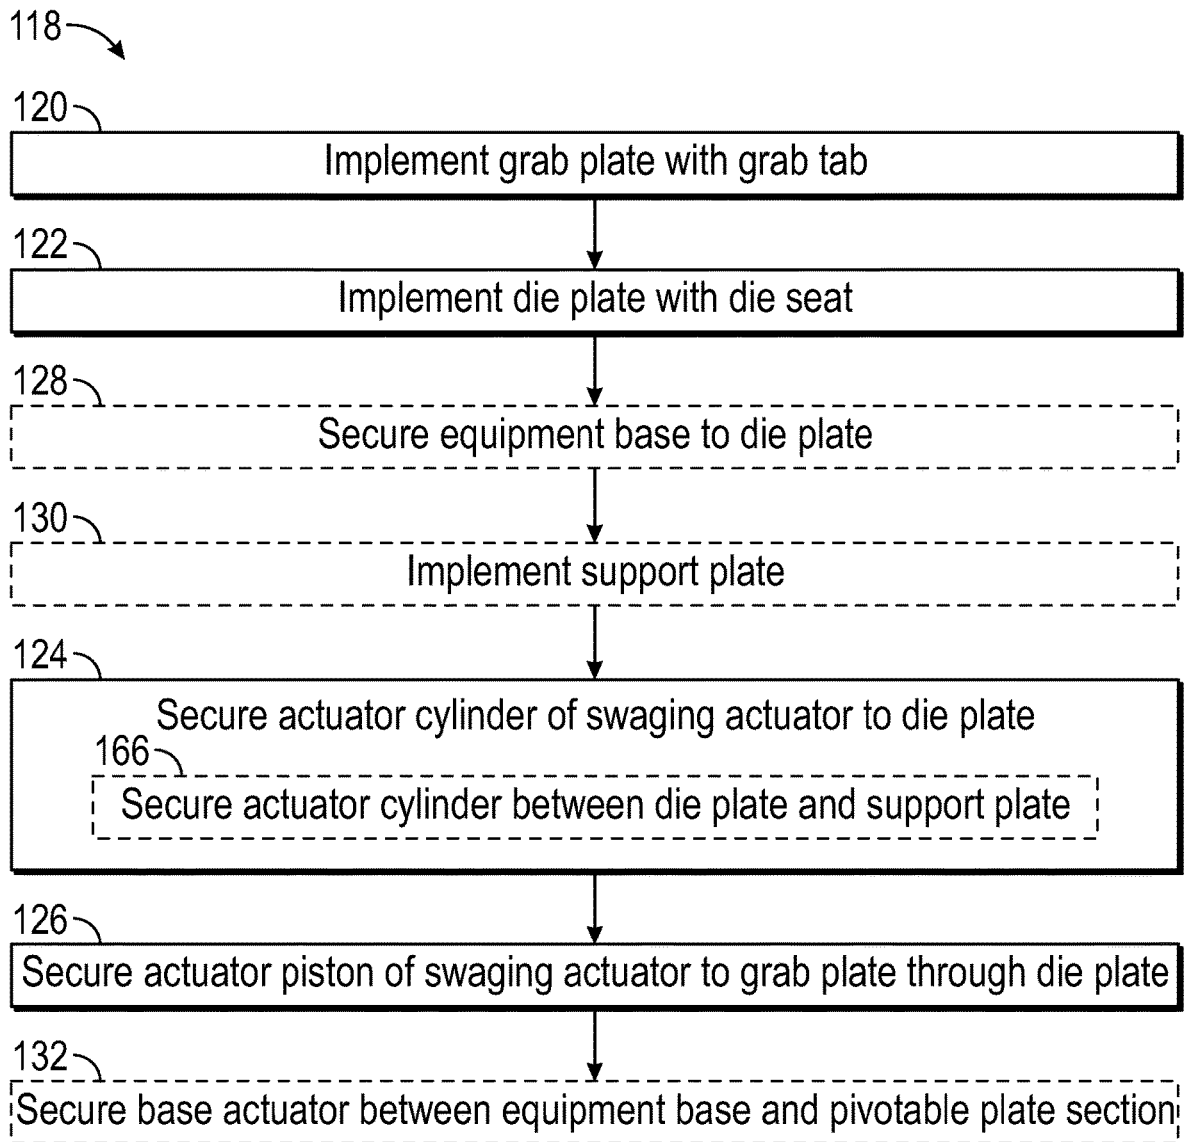 118
120
Implement grab plate with grab tab
122
Implement die plate with die seat
128
Secure equipment base to die plate
130
Implement support plate
124
Secure actuator cylinder of swaging actuator to die plate
166
Secure actuator cylinder between die plate and support plate
126
Secure actuator piston of swaging actuator to grab plate through die plate
132
Secure base actuator between equipment base and pivotable plate section